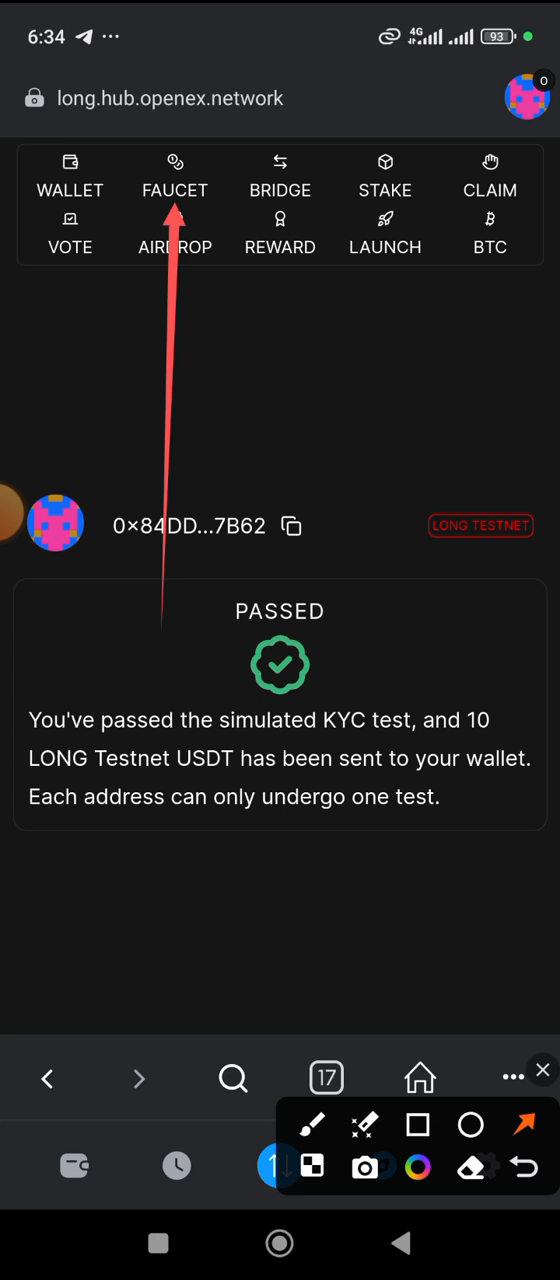 6:34
4G
93
long.hub.openex.network
0
WALLET FAUCET BRIDGE STAKE CLAIM
VOTE AIRDROP REWARD LAUNCH BTC
0×84DD...7B62
LONG TESTNET
PASSED
You've passed the simulated KYC test, and 10
LONG Testnet USDT has been sent to your wallet.
Each address can only undergo one test.
17